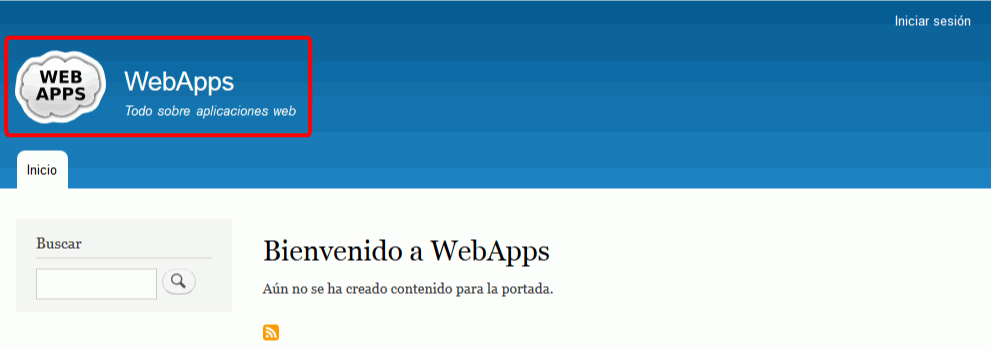 Iniciar sesión
WEB
APPS
WebApps
Todo sobre aplicaciones web
Inicio
Buscar
Bienvenido a WebApps
Aún no se ha creado contenido para la portada.